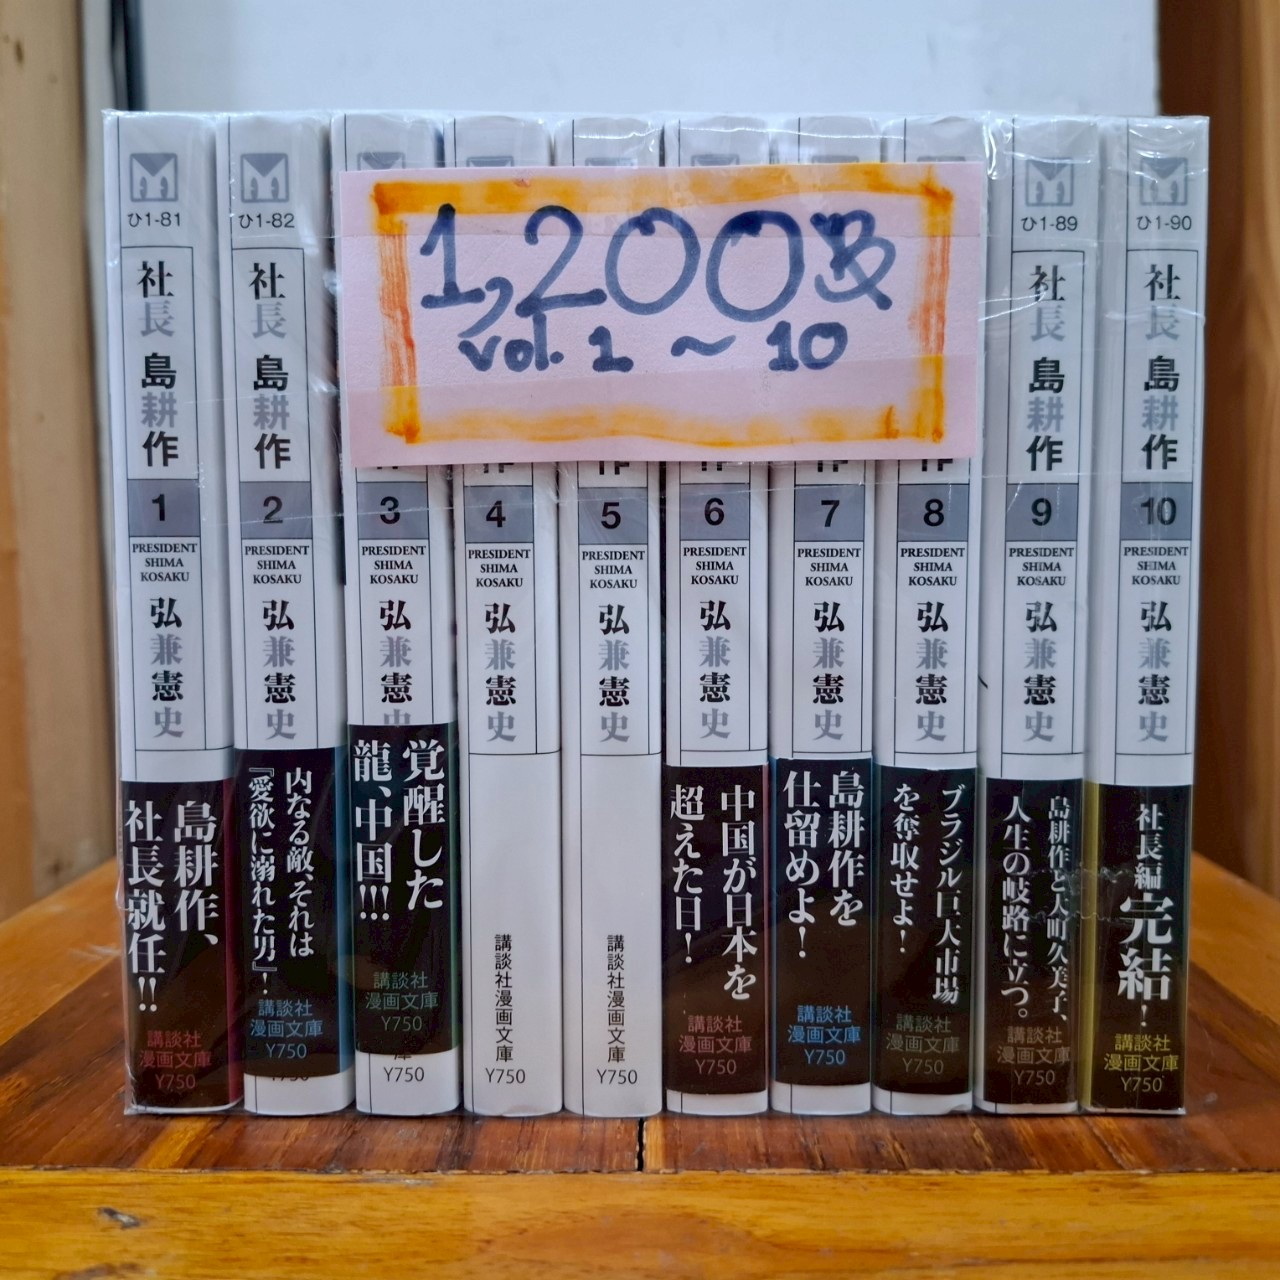 1,200B
vol. 1 ~ 10
ひ1-81
社長 島耕作
1
PRESIDENT
SHIMA
KOSAKU
弘兼憲史
島耕作、
社長就任!!
講談社
漫画文庫
Y750
ひ1-82
社長 島耕作
2
PRESIDENT
SHIMA
KOSAKU
弘兼憲史
内なる敵、それは
『愛欲に溺れた男』!
講談社
漫画文庫
Y750
3
PRESIDENT
SHIMA
KOSAKU
弘兼憲史
覚醒した
龍、中国!!!
講談社
漫画文庫
Y750
庫
Y750
作
4
PRESIDENT
SHIMA
KOSAKU
弘兼憲史
講談社漫画文庫
Y750
作
5
PRESIDENT
SHIMA
KOSAKU
弘兼憲史
講談社漫画文庫
Y750
作
6
PRESIDENT
SHIMA
KOSAKU
弘兼憲史
中国が日本を
超えた日!
講談社
漫画文庫
Y750
作
7
PRESIDENT
SHIMA
KOSAKU
弘兼憲史
島耕作を
仕留めよ!
講談社
漫画文庫
Y750
作
8
PRESIDENT
SHIMA
KOSAKU
弘兼憲史
ブラジル巨大市場
を奪取せよ!
講談社
漫画文庫
Y750
ひ1-89
社長 島耕作
9
PRESIDENT
SHIMA
KOSAKU
弘兼憲史
島耕作と大町久美子、
人生の岐路に立つ。
講談社
漫画文庫
Y750
ひ1-90
社長 島耕作
10
PRESIDENT
SHIMA
KOSAKU
弘兼憲史
社長編
完結!
講談社
漫画文庫
Y750